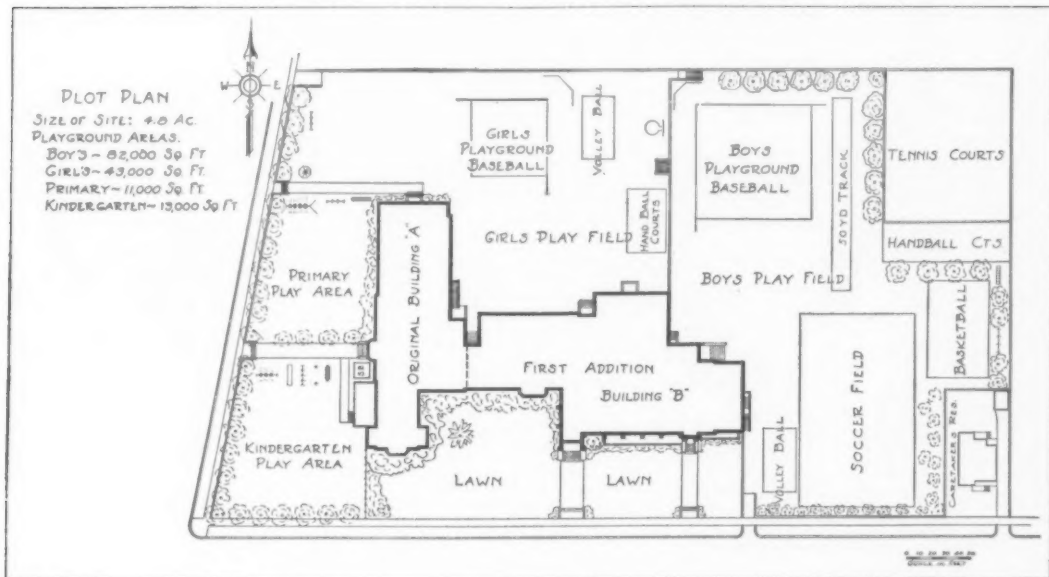 N
W E
S
PLOT PLAN
SIZE OF SITE: 4.8 AC.
PLAYGROUND AREAS.
BOY'S ~ 82,000 SQ FT
GIRL'S ~ 43,000 SQ. FT.
PRIMARY ~ 11,000 SQ. FT.
KINDERGARTEN ~ 13,000 SQ FT
GIRLS
PLAYGROUND
BASEBALL
VOLLEY BALL
BOYS
PLAYGROUND
BASEBALL
50 YD TRACK
TENNIS COURTS
HAND BALL
COURTS
GIRLS PLAY FIELD
HANDBALL CTS.
PRIMARY
PLAY AREA
ORIGINAL BUILDING "A"
BOYS PLAY FIELD
BASKETBALL
FIRST ADDITION
BUILDING "B"
SOCCER FIELD
KINDERGARTEN
PLAY AREA
LAWN
LAWN
VOLLEY BALL
CARETAKERS RES.
SCALE IN FEET